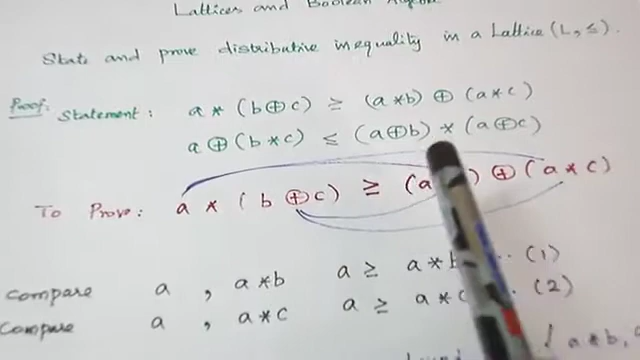 Lattices and Boolean Algebra
State and prove distributive inequality in a Lattice (L, ≤).
Proof: Statement: a * (b ⊕ c) ≥ (a * b) ⊕ (a * c)
a ⊕ (b * c) ≤ (a ⊕ b) * (a ⊕ c)
To Prove: a * (b ⊕ c) ≥ (a ) ⊕ (a * c)
compare a , a * b a ≥ a * b .. (1)
compare a , a * c a ≥ a * c . (2)
a * b,